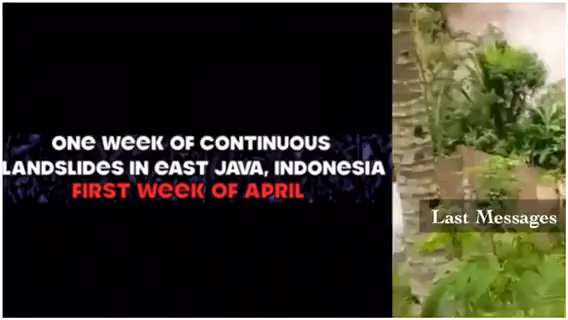 ONE WEEK OF CONTINUOUS
LANDSLIDES IN EAST JAVA, INDONESIA
FIRST WEEK OF APRIL
Last Messages